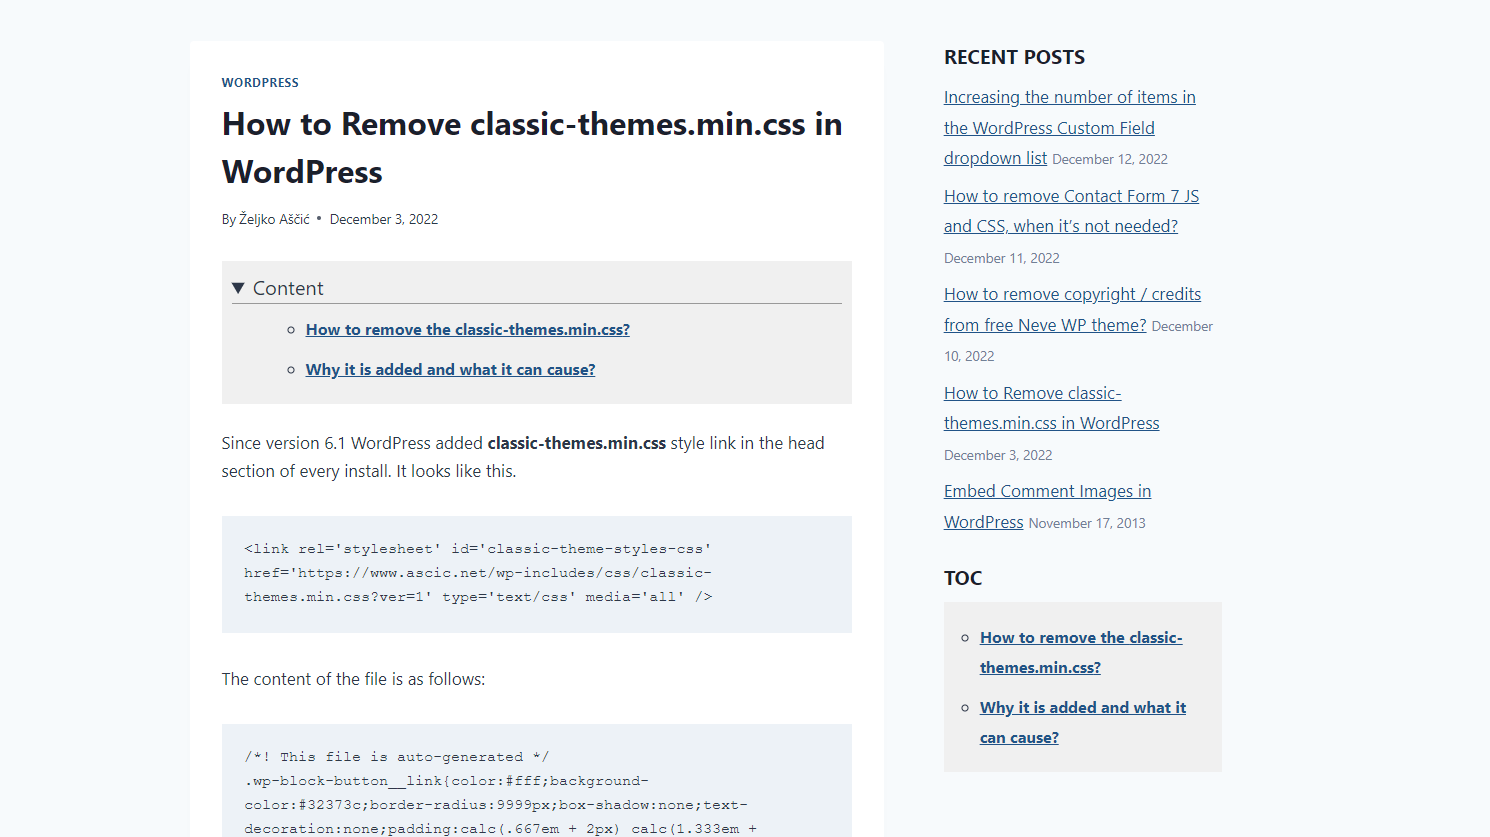 WORDPRESS
How to Remove classic-themes.min.css in
WordPress
By Željko Aščić • December 3, 2022
▼ Content
How to remove the classic-themes.min.css?
Why it is added and what it can cause?
Since version 6.1 WordPress added classic-themes.min.css style link in the head
section of every install. It looks like this.
<link rel='stylesheet' id='classic-theme-styles-css'
href='https://www.ascic.net/wp-includes/css/classic-
themes.min.css?ver=1' type='text/css' media='all' />
The content of the file is as follows:
/*! This file is auto-generated */
.wp-block-button__link{color:#fff;background-
color:#32373c;border-radius:9999px;box-shadow:none;text-
decoration:none;padding:calc(.667em + 2px) calc(1.333em +
RECENT POSTS
Increasing the number of items in
the WordPress Custom Field
dropdown list December 12, 2022
How to remove Contact Form 7 JS
and CSS, when it’s not needed?
December 11, 2022
How to remove copyright / credits
from free Neve WP theme? December
10, 2022
How to Remove classic-
themes.min.css in WordPress
December 3, 2022
Embed Comment Images in
WordPress November 17, 2013
TOC
How to remove the classic-
themes.min.css?
Why it is added and what it
can cause?